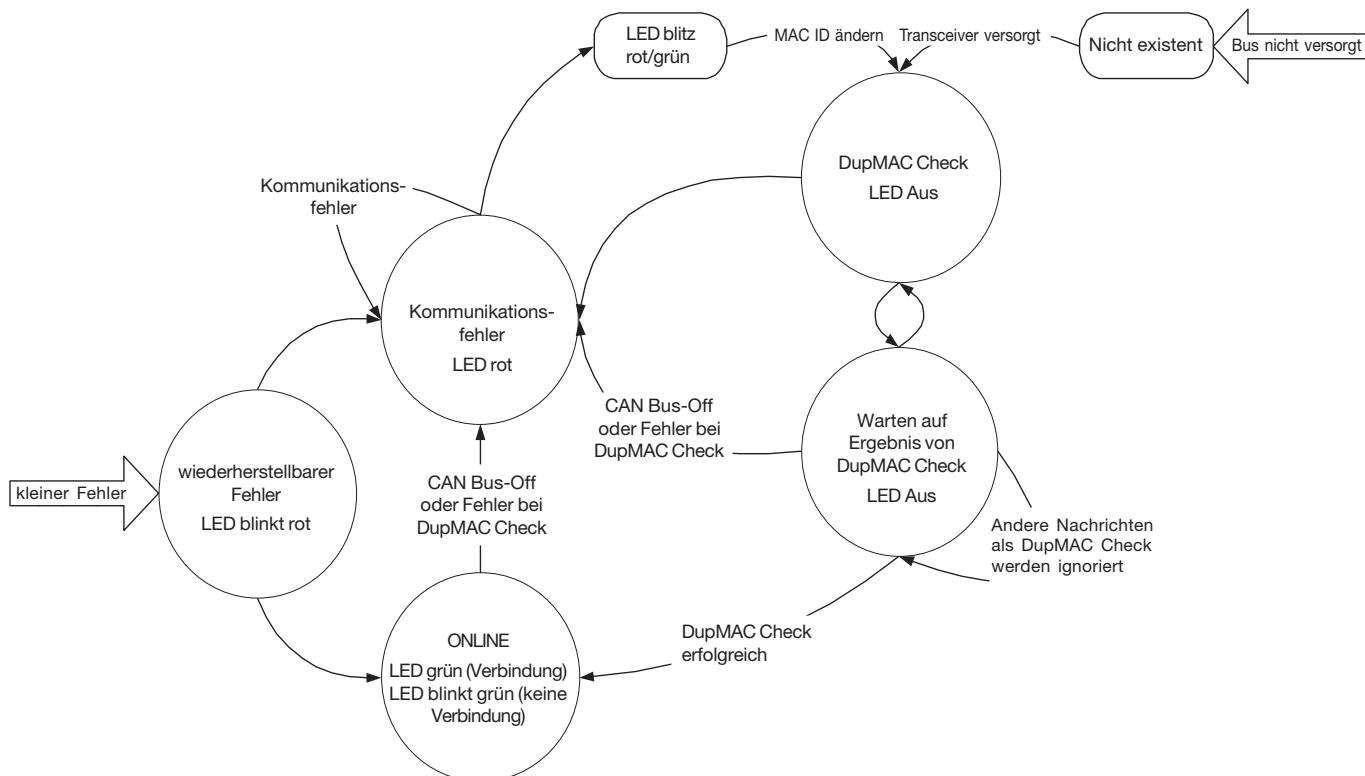 LED blitz
rot/grün
MAC ID ändern
Transceiver versorgt
Nicht existent
Bus nicht versorgt
DupMAC Check
LED Aus
Kommunikations-
fehler
Kommunikations-
fehler
LED rot
CAN Bus-Off
oder Fehler bei
DupMAC Check
Warten auf
Ergebnis von
DupMAC Check
LED Aus
kleiner Fehler
wiederherstellbarer
Fehler
LED blinkt rot
CAN Bus-Off
oder Fehler bei
DupMAC Check
Andere Nachrichten
als DupMAC Check
werden ignoriert
DupMAC Check
erfolgreich
ONLINE
LED grün (Verbindung)
LED blinkt grün (keine
Verbindung)